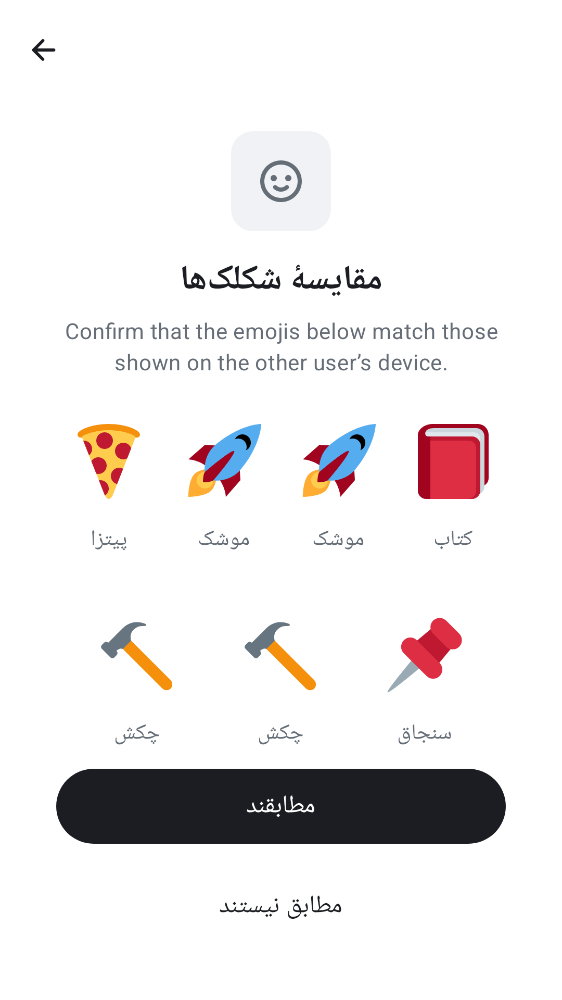 مقایسهٔ شکلک‌ها
Confirm that the emojis below match those
shown on the other user’s device.
پیتزا موشک موشک کتاب
چکش چکش سنجاق
مطابقند
مطابق نیستند